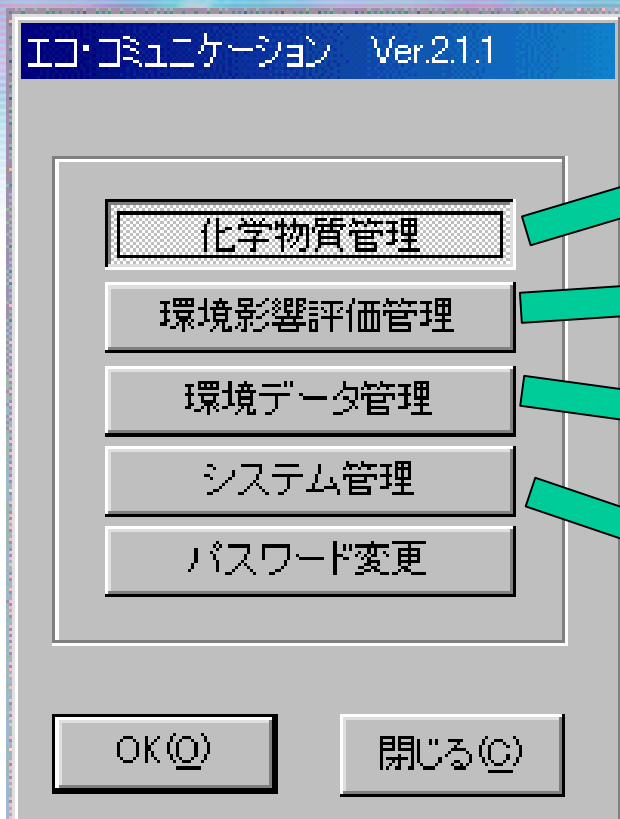 エコ・コミュニケーション Ver.2.1.1
化学物質管理
環境影響評価管理
環境データ管理
システム管理
パスワード変更
OK(O) 閉じる(C)